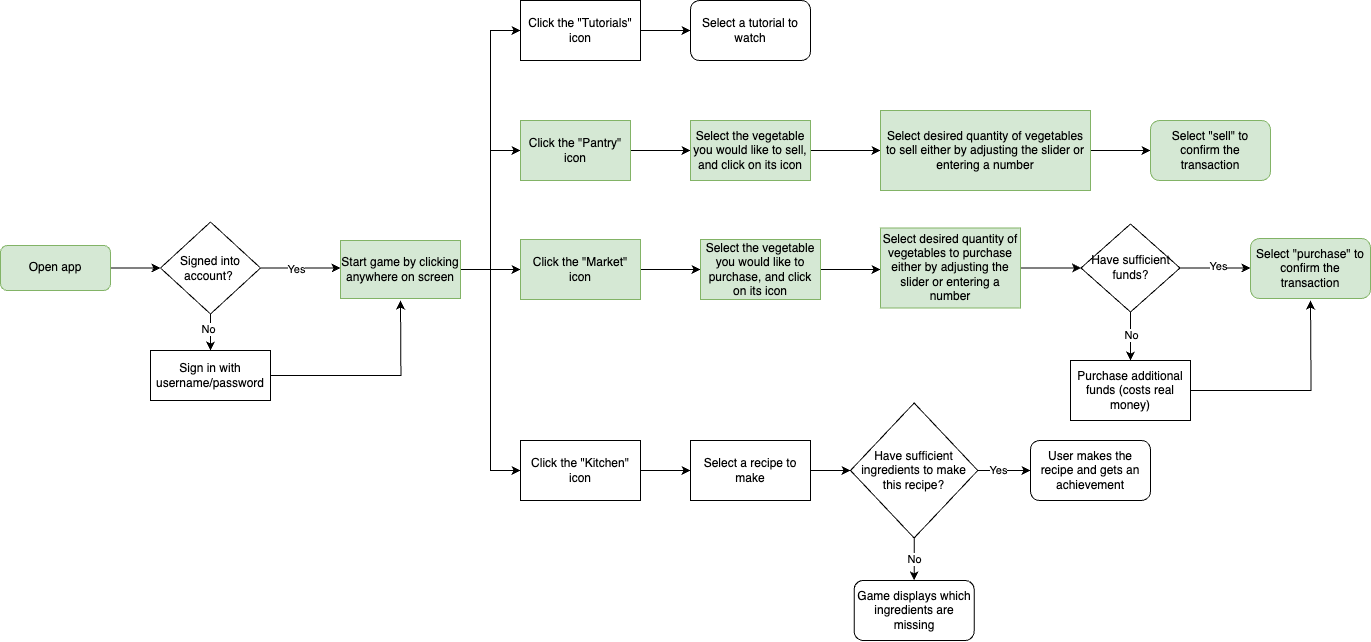 Click the "Tutorials"
icon
Select a tutorial to
watch
Click the "Pantry"
icon
Select the vegetable
you would like to sell,
and click on its icon
Select desired quantity of vegetables
to sell either by adjusting the slider or
entering a number
Select "sell" to
confirm the
transaction
Open app
Signed into
account?
Yes
No
Sign in with
username/password
Start game by clicking
anywhere on screen
Click the "Market"
icon
Select the vegetable
you would like to
purchase, and click
on its icon
Select desired quantity of
vegetables to purchase
either by adjusting the
slider or entering a
number
Have sufficient
funds?
Yes
Select "purchase" to
confirm the
transaction
No
Purchase additional
funds (costs real
money)
Click the "Kitchen"
icon
Select a recipe to
make
Have sufficient
ingredients to make
this recipe?
Yes
User makes the
recipe and gets an
achievement
No
Game displays which
ingredients are
missing